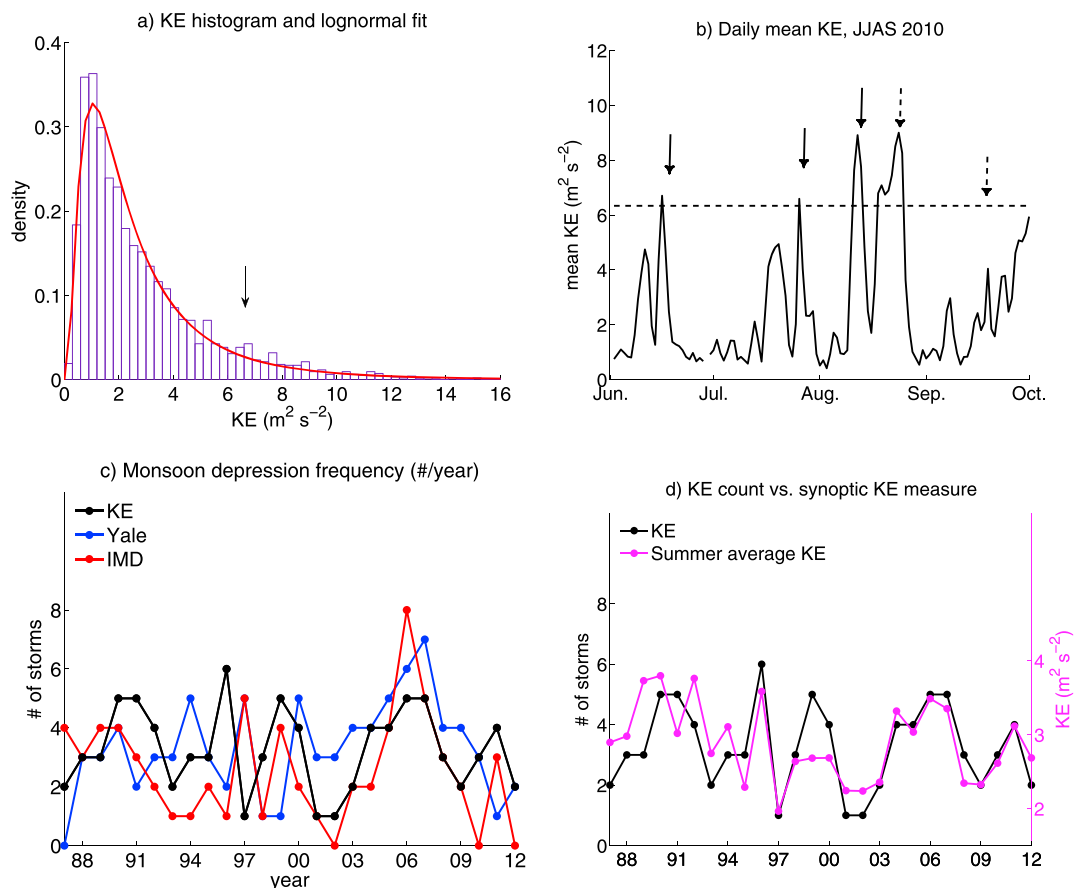 a) KE histogram and lognormal fit
0.4
0.3
0.2
0.1
0
density
0 2 4 6 8 10 12 14 16
KE (m² s⁻²)
b) Daily mean KE, JJAS 2010
12
10
8
6
4
2
0
mean KE (m² s⁻²)
Jun. Jul. Aug. Sep. Oct.
c) Monsoon depression frequency (#/year)
KE
Yale
IMD
8
6
4
2
0
# of storms
88 91 94 97 00 03 06 09 12
year
d) KE count vs. synoptic KE measure
KE
Summer average KE
8
6
4
2
0
# of storms
4
3
2
KE (m² s⁻²)
88 91 94 97 00 03 06 09 12